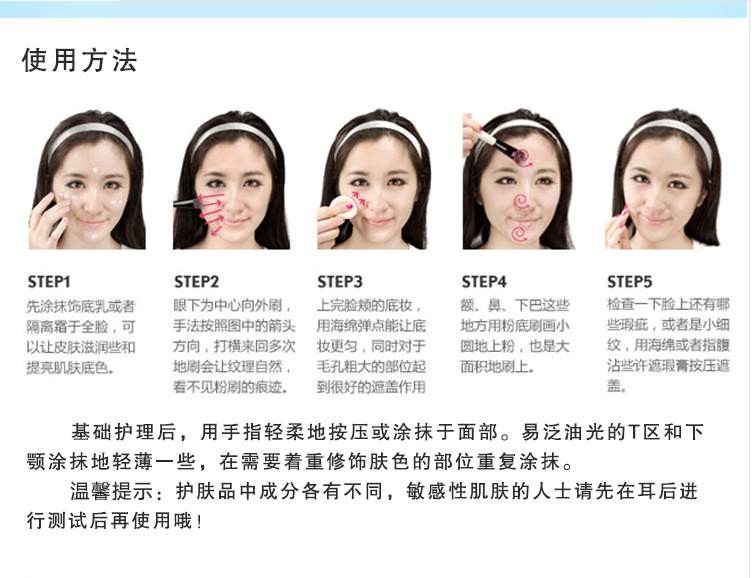 使用方法
STEP1
先涂抹饰底乳或者
隔离霜于全脸，可
以让皮肤滋润些和
提亮肌肤底色。
STEP2
眼下为中心向外刷，
手法按照图中的箭头
方向，打横来回多次
地刷会让纹理自然，
看不见粉刷的痕迹。
STEP3
上完脸颊的底妆，
用海绵弹点能让底
妆更匀，同时对于
毛孔粗大的部位起
到很好的遮盖作用
STEP4
额、鼻、下巴这些
地方用粉底刷画小
圆地上粉，也是大
面积地刷上。
STEP5
检查一下脸上还有哪
些瑕疵，或者是小细
纹，用海绵或者指腹
沾些许遮瑕膏按压遮
盖。
基础护理后，用手指轻柔地按压或涂抹于面部。易泛油光的T区和下
颚涂抹地轻薄一些，在需要着重修饰肤色的部位重复涂抹。
温馨提示：护肤品中成分各有不同，敏感性肌肤的人士请先在耳后进
行测试后再使用哦！